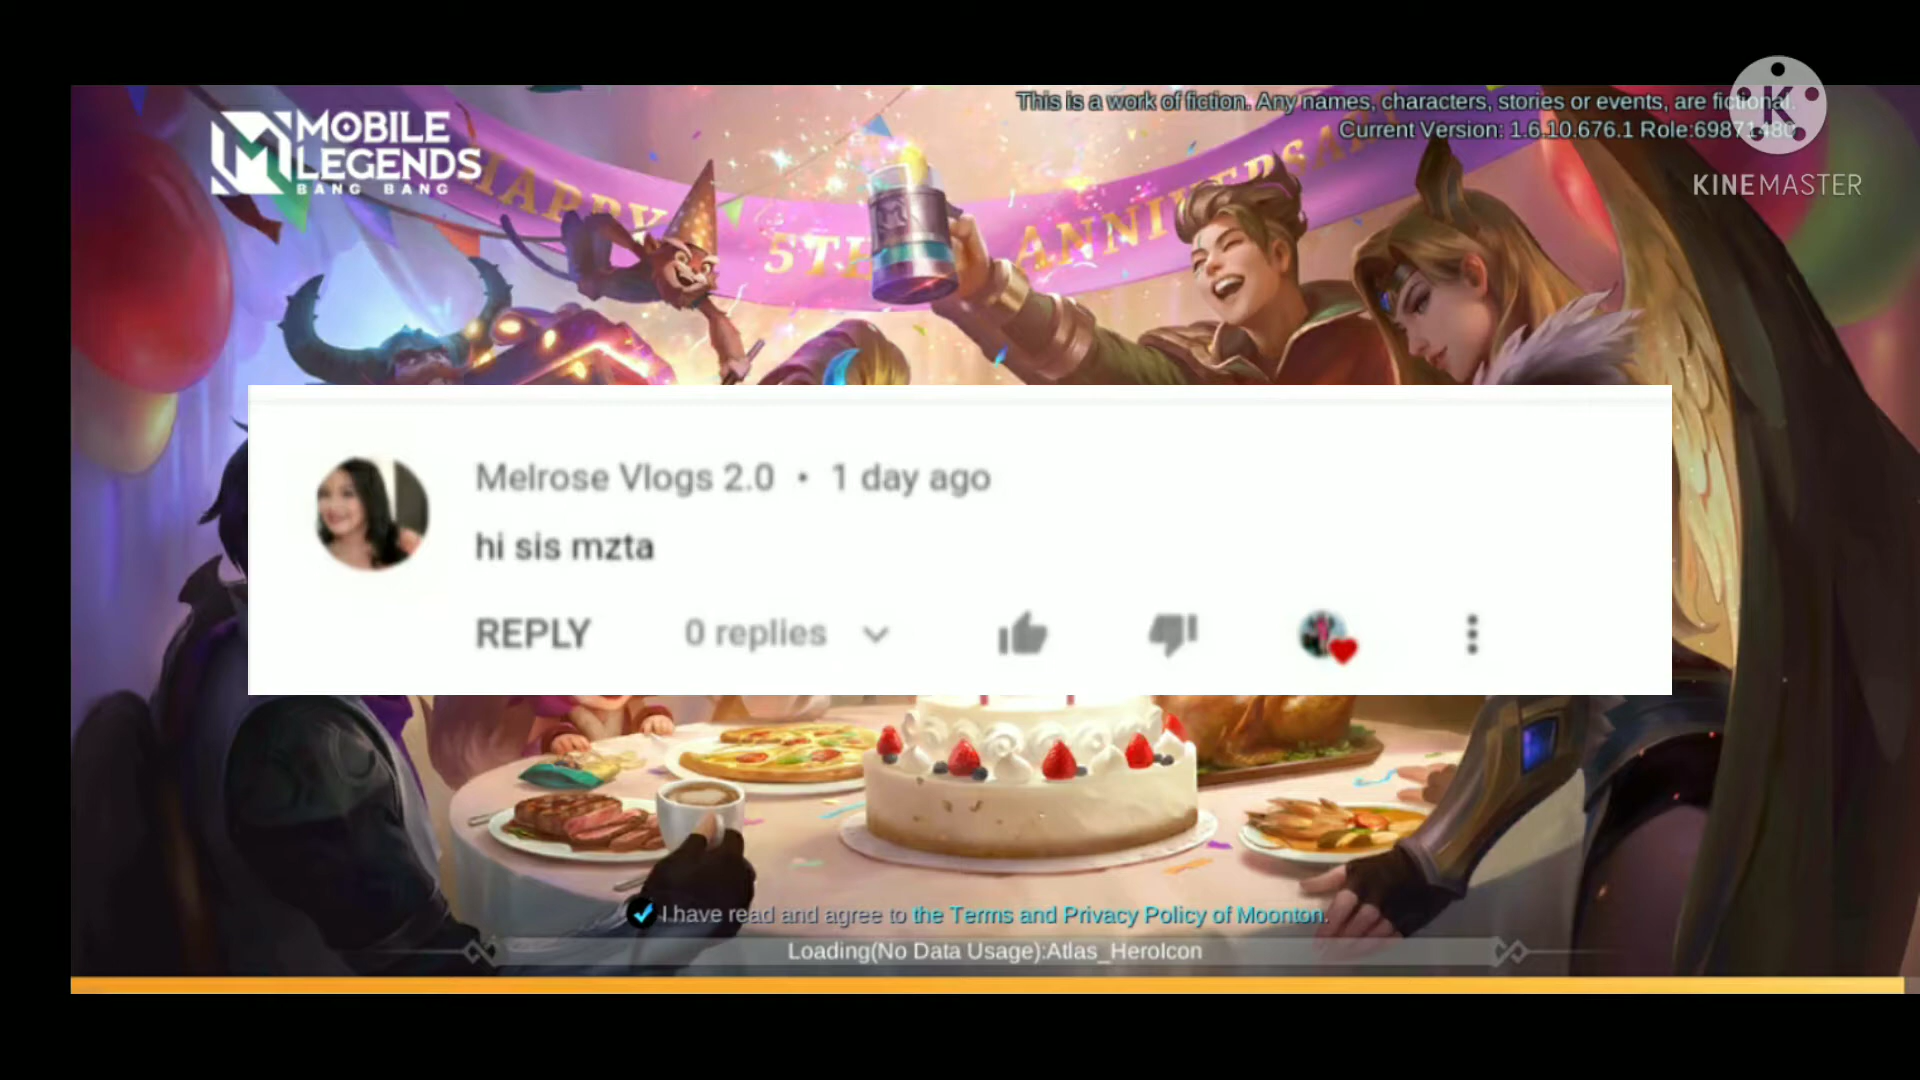 This is a work of fiction. Any names, characters, stories or events, are fictional.
Current Version: 1.6.10.676.1 Role:69871480
KINEMASTER
MOBILE
LEGENDS
BANG BANG
HAPPY 5TH ANNIVERSARY
Melrose Vlogs 2.0 • 1 day ago
hi sis mzta
REPLY 0 replies
I have read and agree to the Terms and Privacy Policy of Moonton.
Loading(No Data Usage):Atlas_HeroIcon